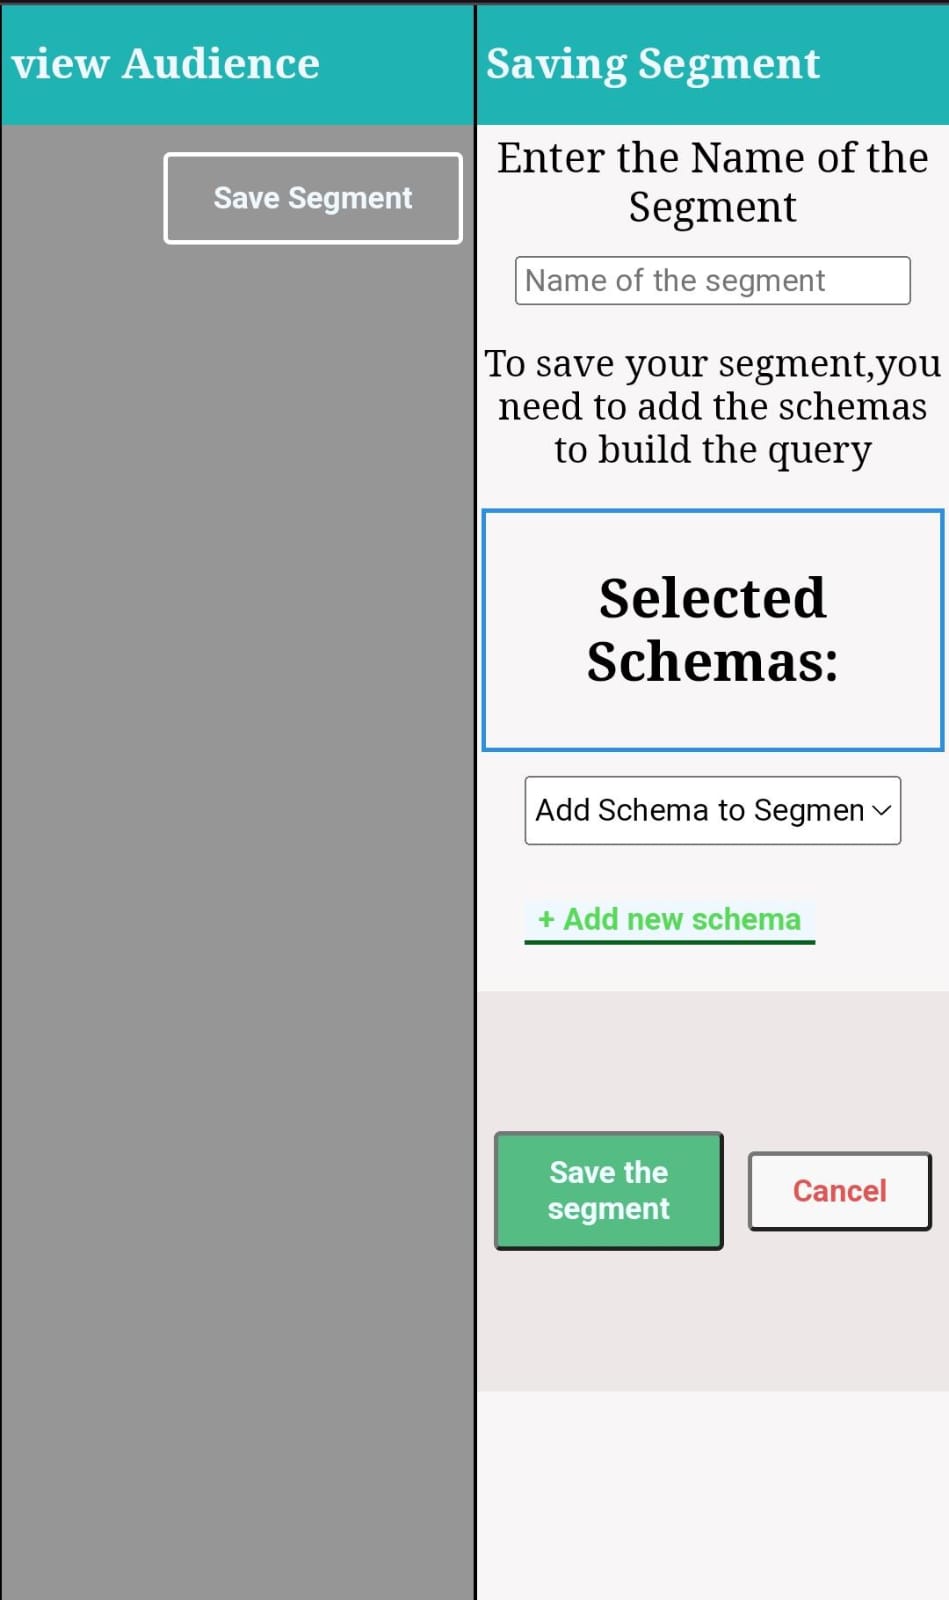 view Audience
Save Segment
Saving Segment
Enter the Name of the
Segment
Name of the segment
To save your segment,you
need to add the schemas
to build the query
Selected
Schemas:
Add Schema to Segmen
+ Add new schema
Save the
segment
Cancel